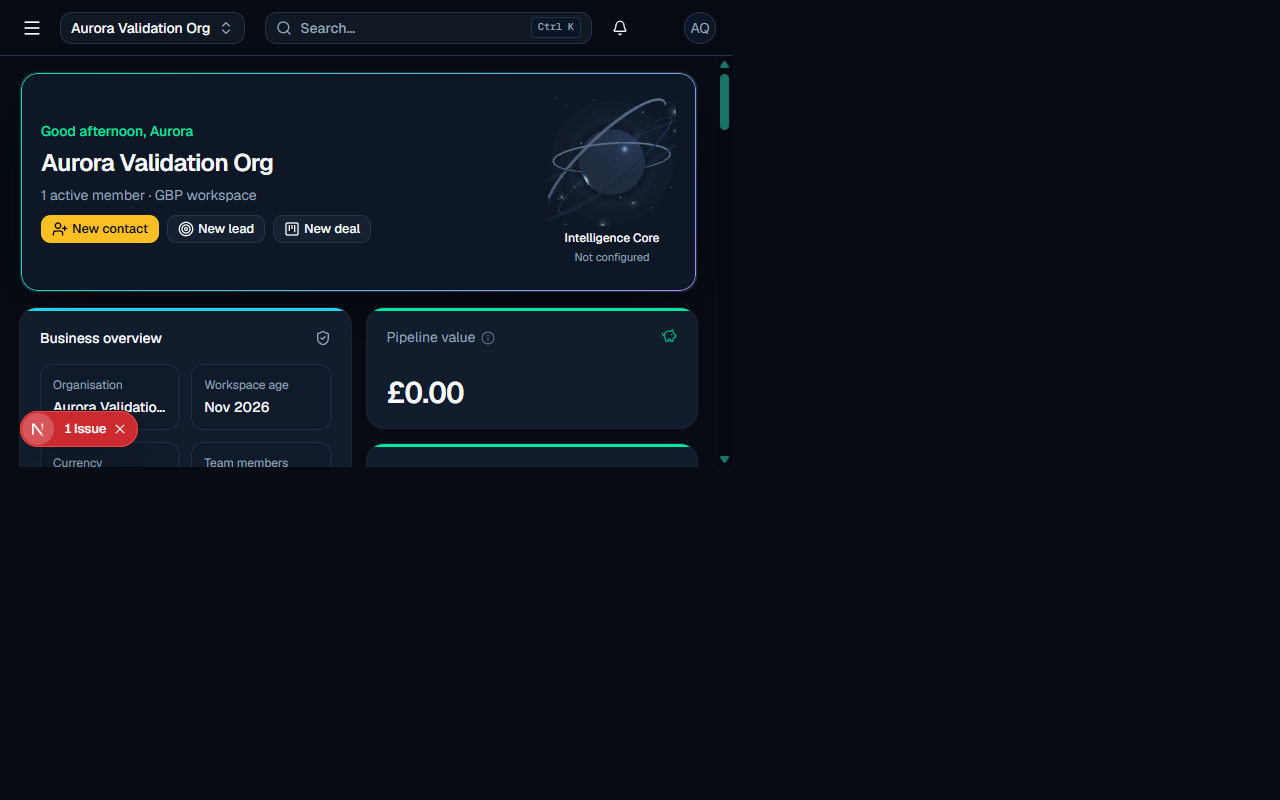 Aurora Validation Org
Search...
Ctrl K
AQ
Good afternoon, Aurora
Aurora Validation Org
1 active member · GBP workspace
New contact
New lead
New deal
Intelligence Core
Not configured
Business overview
Organisation
Aurora Validatio...
Workspace age
Nov 2026
Currency
Team members
Pipeline value
£0.00
N
1 Issue